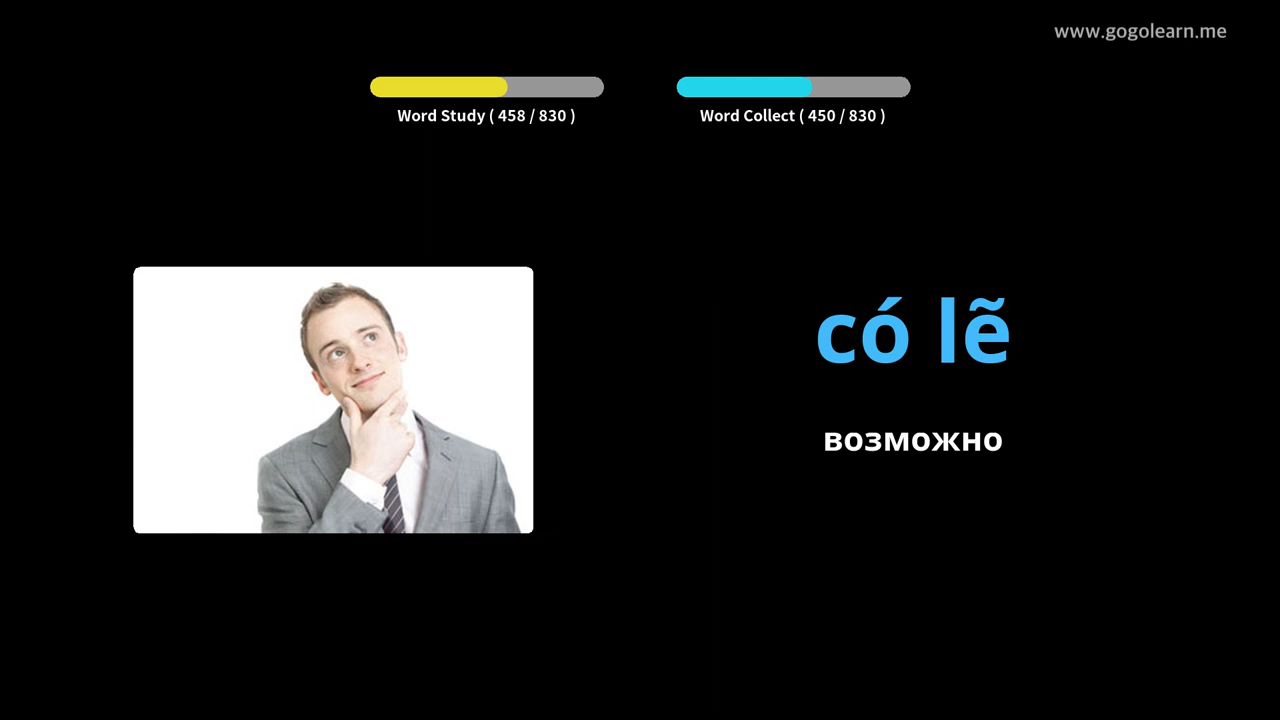 www.gogolearn.me
Word Study ( 458 / 830 )
Word Collect ( 450 / 830 )
có lẽ
возможно